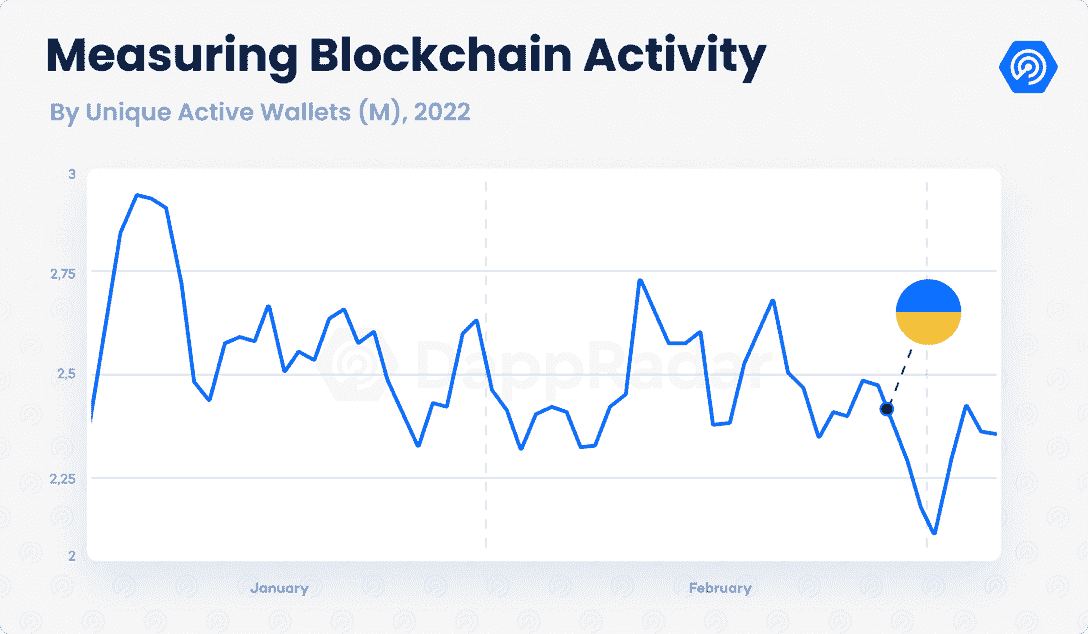 Measuring Blockchain Activity
By Unique Active Wallets (M), 2022
3
2,75
2,5
DappRadar
2,25
2
January
February